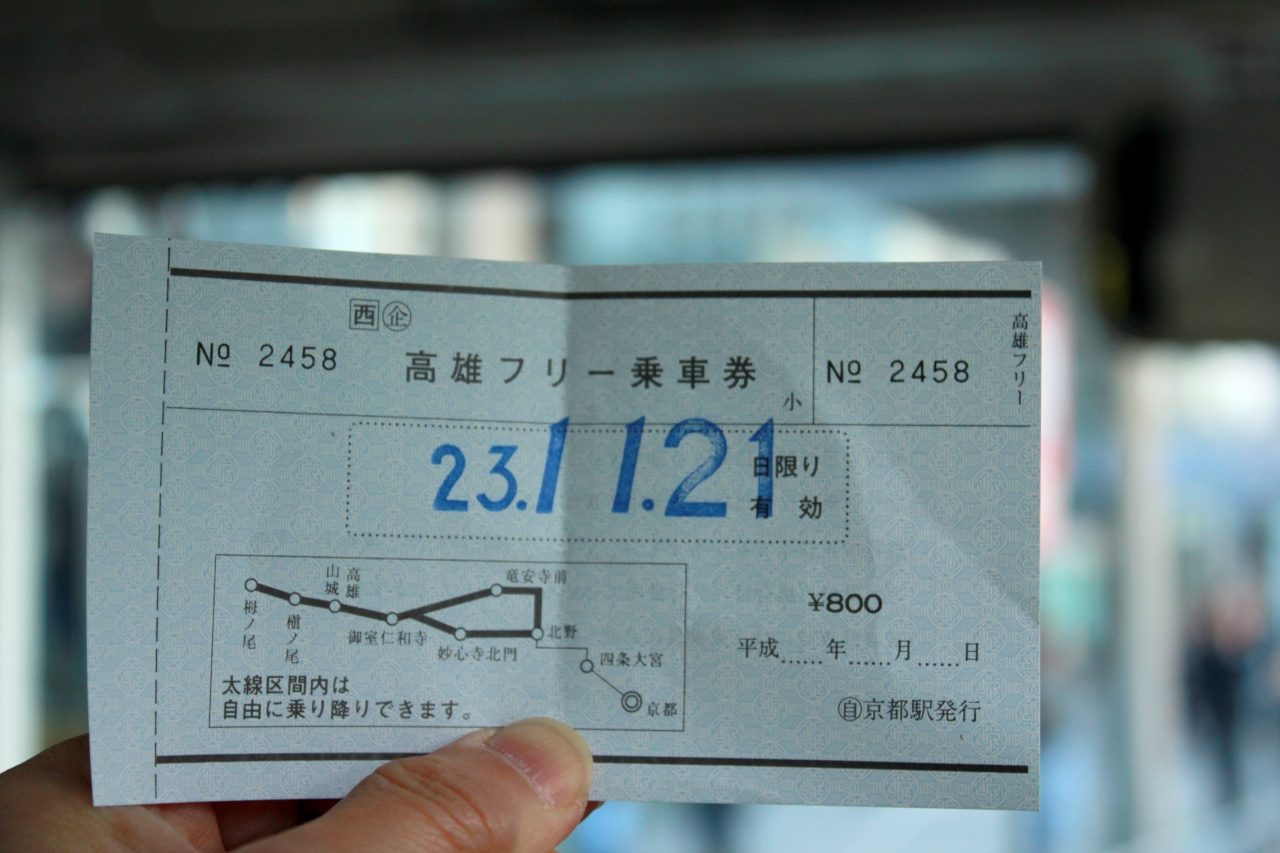 西 企
No 2458
高雄フリー乗車券
小
No 2458
高雄フリー
23.11.21
日限り
有 効
栂ノ尾
槇ノ尾
山城高雄
御室仁和寺
竜安寺前
妙心寺北門
北野
四条大宮
京都
太線区間内は
自由に乗り降りできます。
¥800
平成......年......月......日
自京都駅発行